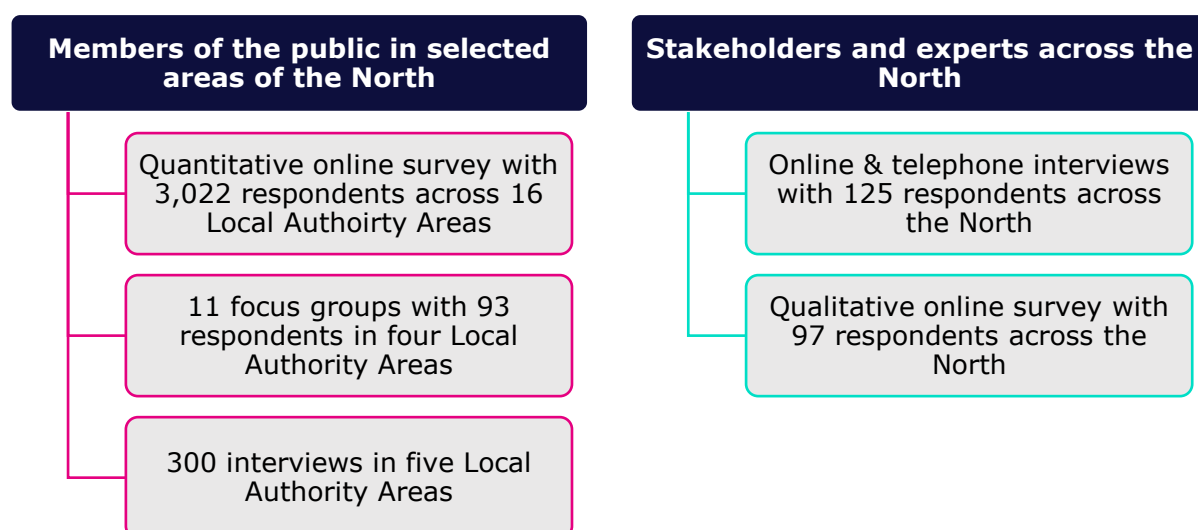 Members of the public in selected
areas of the North
Quantitative online survey with
3,022 respondents across 16
Local Authoirty Areas
11 focus groups with 93
respondents in four Local
Authority Areas
300 interviews in five Local
Authority Areas
Stakeholders and experts across the
North
Online & telephone interviews
with 125 respondents across
the North
Qualitative online survey with
97 respondents across the
North